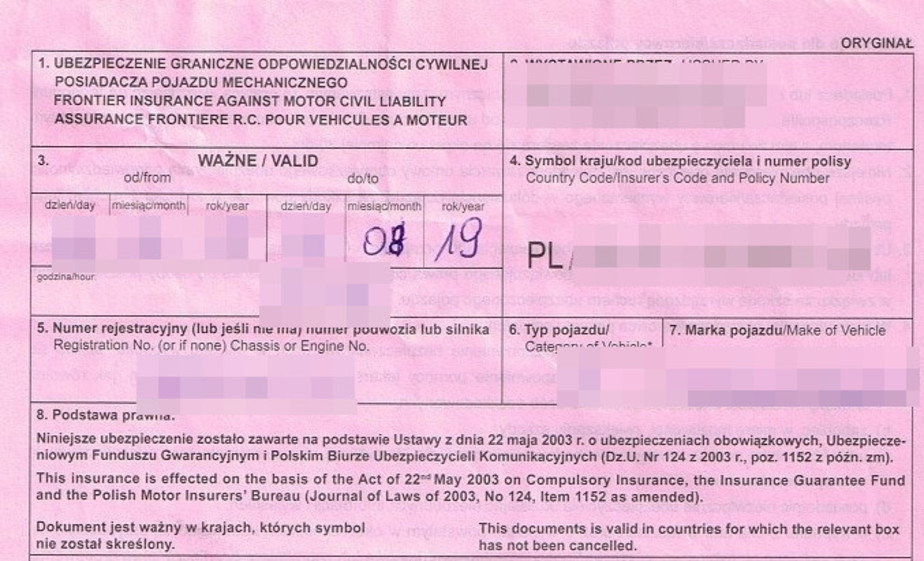 ORYGINAŁ
1. UBEZPIECZENIE GRANICZNE ODPOWIEDZIALNOŚCI CYWILNEJ
POSIADACZA POJAZDU MECHANICZNEGO
FRONTIER INSURANCE AGAINST MOTOR CIVIL LIABILITY
ASSURANCE FRONTIERE R.C. POUR VEHICULES A MOTEUR
3. WAŻNE / VALID
od/from do/to
dzień/day miesiąc/month rok/year dzień/day miesiąc/month rok/year
08 19
godzina/hour
4. Symbol kraju/kod ubezpieczyciela i numer polisy
Country Code/Insurer's Code and Policy Number
PL/
5. Numer rejestracyjny (lub jeśli nie ma) numer podwozia lub silnika
Registration No. (or if none) Chassis or Engine No.
6. Typ pojazdu/
Category of Vehicle*
7. Marka pojazdu/Make of Vehicle
8. Podstawa prawna.
Niniejsze ubezpieczenie zostało zawarte na podstawie Ustawy z dnia 22 maja 2003 r. o ubezpieczeniach obowiązkowych, Ubezpiecze-
niowym Funduszu Gwarancyjnym i Polskim Biurze Ubezpieczycieli Komunikacyjnych (Dz.U. Nr 124 z 2003 r., poz. 1152 z późn. zm).
This insurance is effected on the basis of the Act of 22nd May 2003 on Compulsory Insurance, the Insurance Guarantee Fund
and the Polish Motor Insurers' Bureau (Journal of Laws of 2003, No 124, Item 1152 as amended).
Dokument jest ważny w krajach, których symbol
nie został skreślony.
This documents is valid in countries for which the relevant box
has not been cancelled.